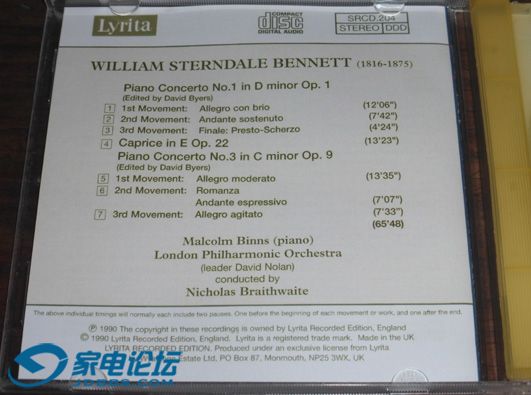 Lyrita
COMPACT
disc
DIGITAL AUDIO
SRCD.204
STEREO DDD
WILLIAM STERNDALE BENNETT (1816-1875)
Piano Concerto No.1 in D minor Op. 1
(Edited by David Byers)
1 1st Movement: Allegro con brio (12'06")
2 2nd Movement: Andante sostenuto (7'42")
3 3rd Movement: Finale: Presto-Scherzo (4'24")
4 Caprice in E Op. 22 (13'23")
Piano Concerto No.3 in C minor Op. 9
(Edited by David Byers)
5 1st Movement: Allegro moderato (13'35")
6 2nd Movement: Romanza
Andante espressivo (7'07")
7 3rd Movement: Allegro agitato (7'33")
(65'48)
Malcolm Binns (piano)
London Philharmonic Orchestra
(leader David Nolan)
conducted by
Nicholas Braithwaite
The above individual timings will normally each include two pauses. One before the beginning of each movement or work, and one after the end.
℗ 1990 The copyright in these recordings is owned by Lyrita Recorded Edition, England
© 1990 Lyrita Recorded Edition, England. Lyrita is a registered trade mark. Made in the UK
LYRITA RECORDED EDITION. Produced under an exclusive license from Lyrita
Estate Ltd, PO Box 87, Monmouth, NP25 3WX, UK
家电论坛
JDBBS.COM